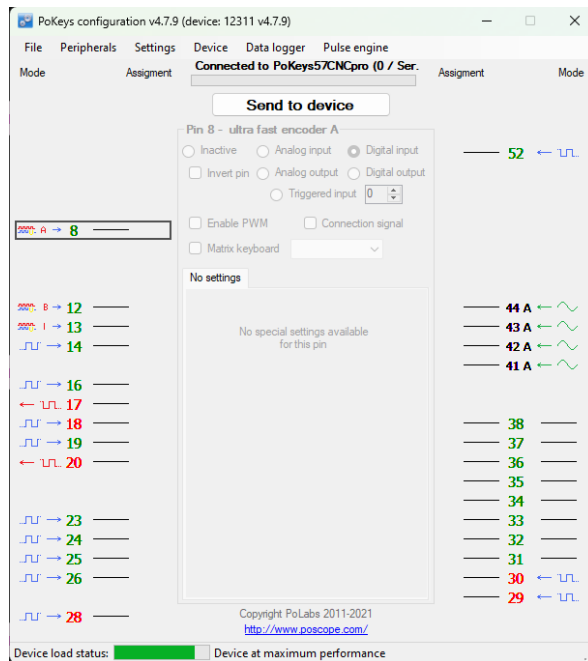 PoKeys configuration v4.7.9 (device: 12311 v4.7.9)
File Peripherals Settings Device Data logger Pulse engine
Mode Assigment Connected to PoKeys57CNCpro (0 / Ser. Assigment Mode
Send to device
Pin 8 - ultra fast encoder A
Inactive Analog input Digital input
52
Invert pin Analog output Digital output
Triggered input 0
Enable PWM Connection signal
A 8
Matrix keyboard
No settings
B 12 44 A
I 13 43 A
No special settings available
for this pin
14 42 A
41 A
16
17
18 38
19 37
20 36
35
34
23 33
24 32
25 31
26 30
29
28
Copyright PoLabs 2011-2021
http://www.poscope.com/
Device load status: Device at maximum performance